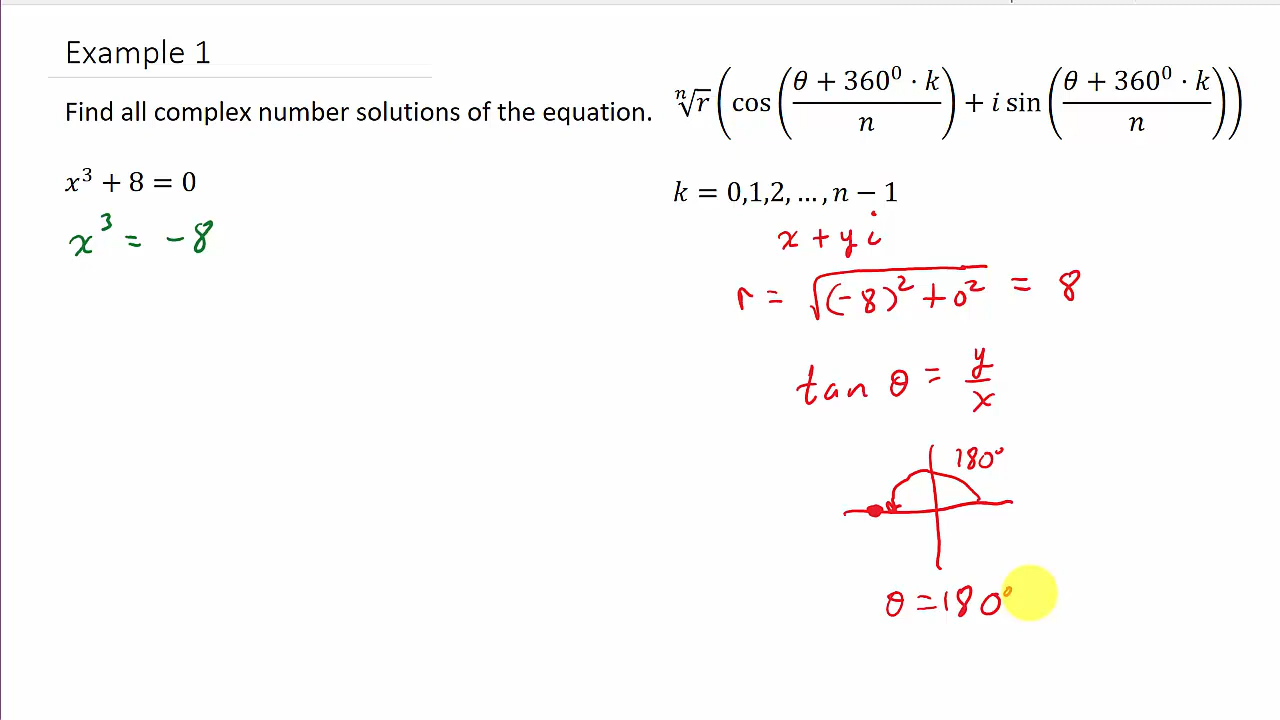 Example 1
Find all complex number solutions of the equation.
x³ + 8 = 0
x³ = -8
ⁿ√r(cos((θ + 360⁰ · k)/n) + i sin((θ + 360⁰ · k)/n))
k = 0,1,2, …, n − 1
x + y i
r = √((-8)² + 0²) = 8
tan θ = y/x
180°
θ = 180°